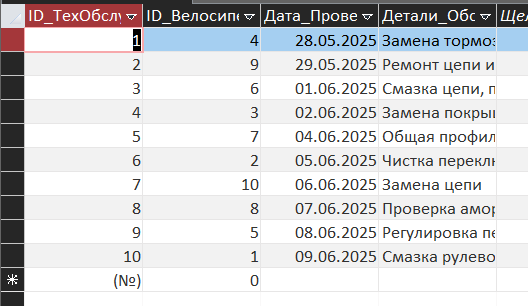 ID_ТехОбслу ID_Велосипе Дата_Прове Детали_Обс Щел
1 4 28.05.2025 Замена тормоз
2 9 29.05.2025 Ремонт цепи и
3 6 01.06.2025 Смазка цепи, п
4 3 02.06.2025 Замена покры
5 7 04.06.2025 Общая профил
6 2 05.06.2025 Чистка переклю
7 10 06.06.2025 Замена цепи
8 8 07.06.2025 Проверка амор
9 5 08.06.2025 Регулировка пе
10 1 09.06.2025 Смазка рулево
(№) 0